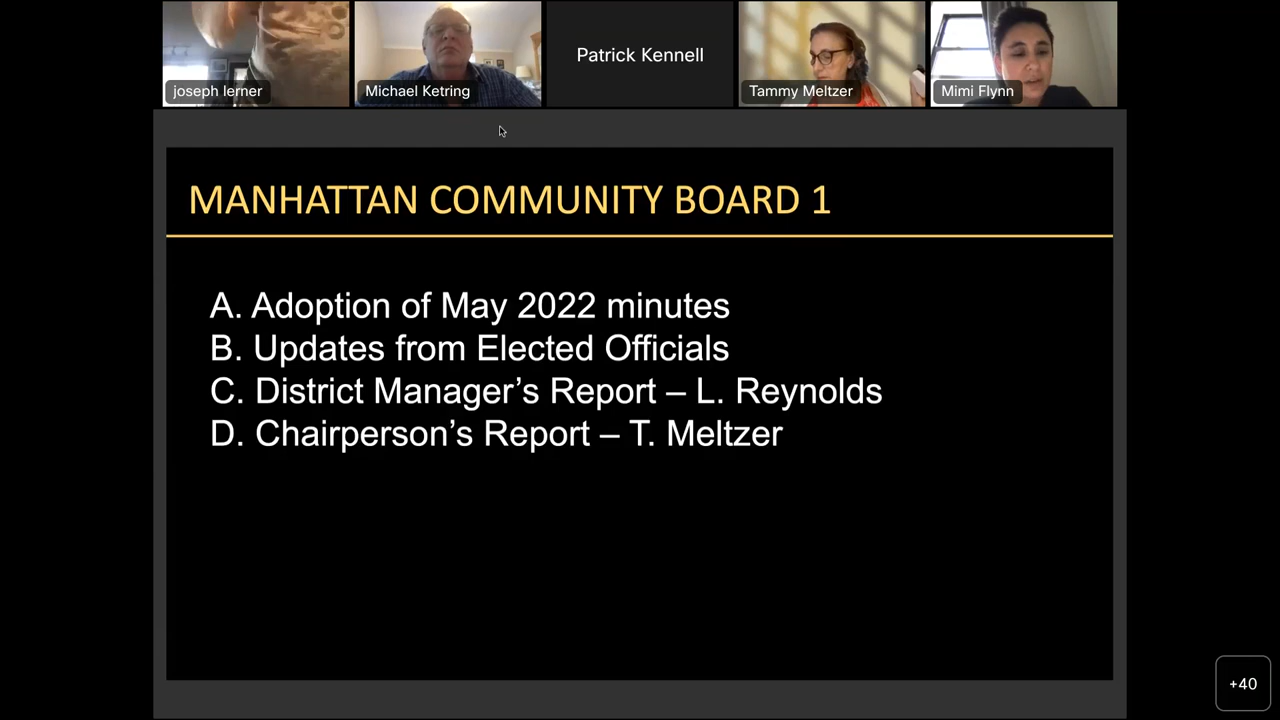 joseph lerner
Michael Ketring
Patrick Kennell
Tammy Meltzer
Mimi Flynn
MANHATTAN COMMUNITY BOARD 1
A. Adoption of May 2022 minutes
B. Updates from Elected Officials
C. District Manager’s Report – L. Reynolds
D. Chairperson’s Report – T. Meltzer
+40